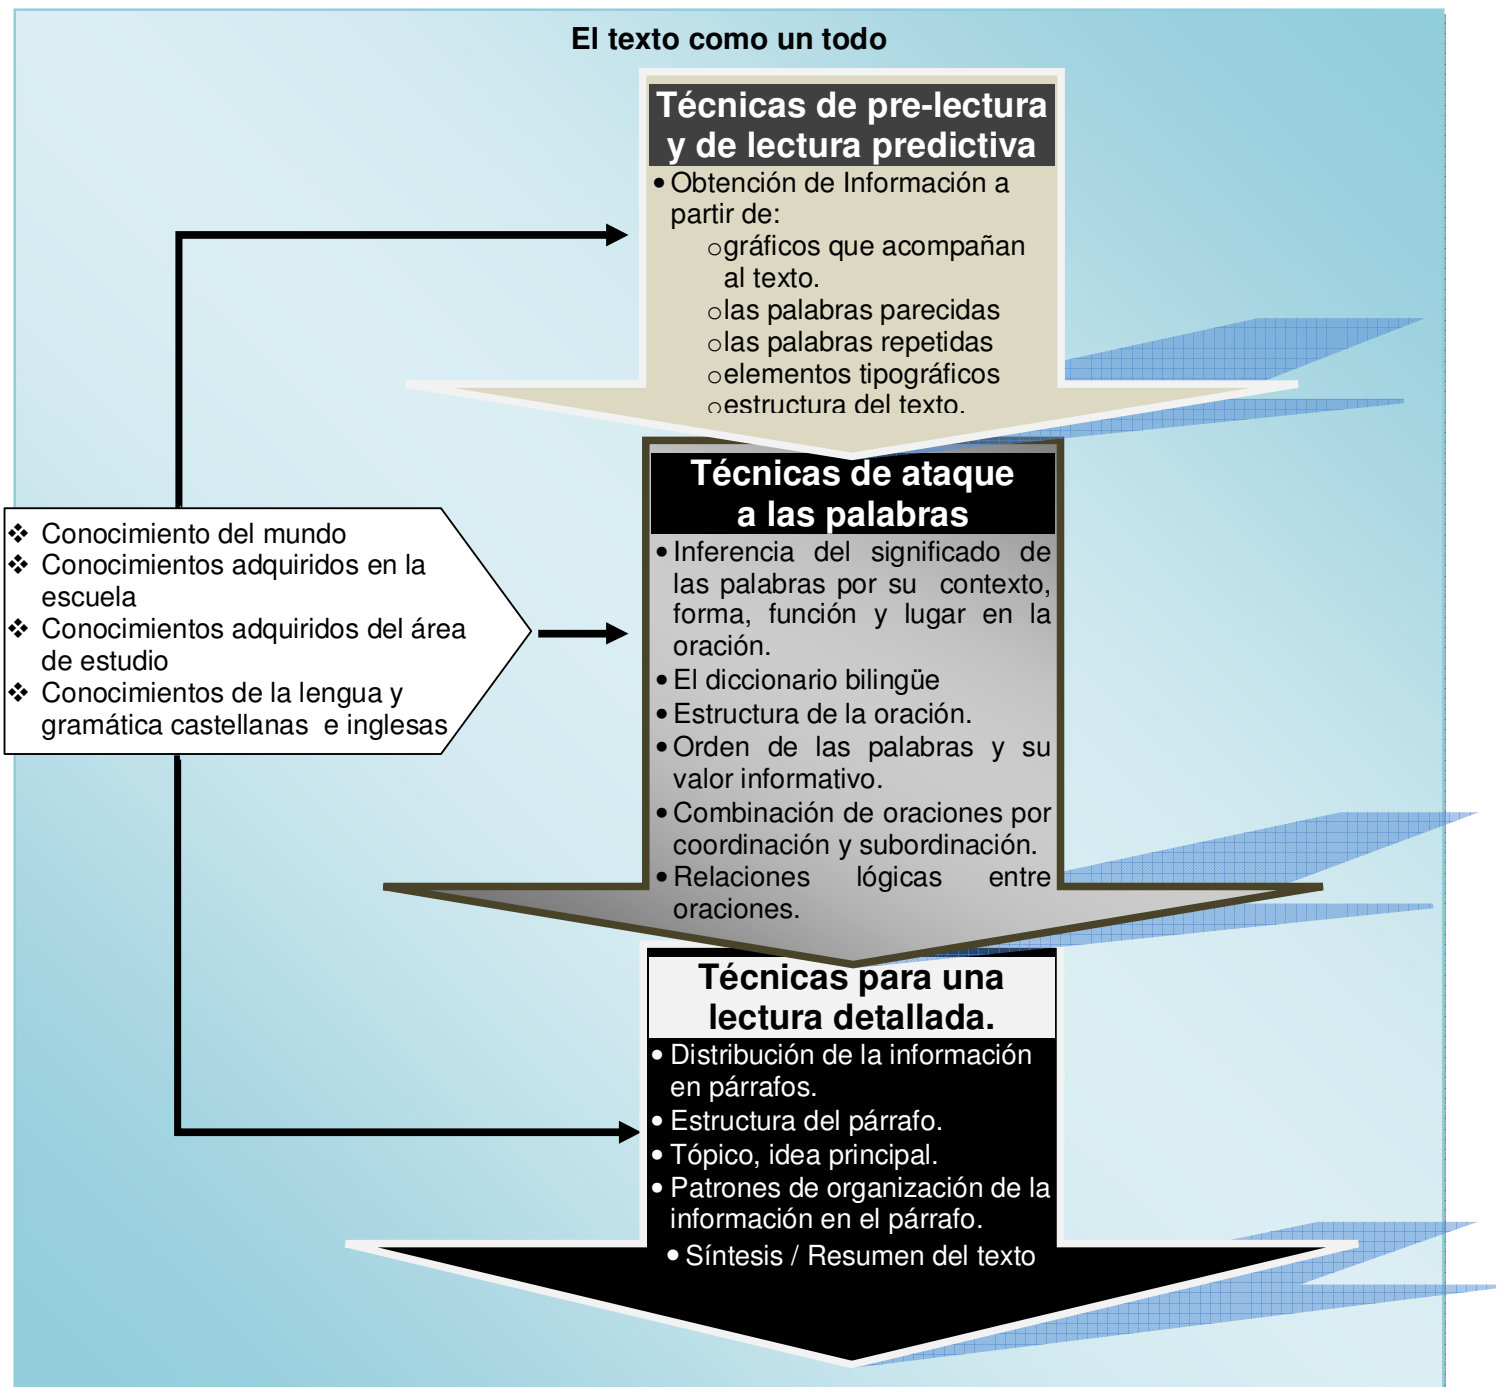 El texto como un todo
Técnicas de pre-lectura
y de lectura predictiva
• Obtención de Información a
partir de:
o gráficos que acompañan
al texto.
o las palabras parecidas
o las palabras repetidas
o elementos tipográficos
o estructura del texto.
❖ Conocimiento del mundo
❖ Conocimientos adquiridos en la
escuela
❖ Conocimientos adquiridos del área
de estudio
❖ Conocimientos de la lengua y
gramática castellanas e inglesas
Técnicas de ataque
a las palabras
• Inferencia del significado de
las palabras por su contexto,
forma, función y lugar en la
oración.
• El diccionario bilingüe
• Estructura de la oración.
• Orden de las palabras y su
valor informativo.
• Combinación de oraciones por
coordinación y subordinación.
• Relaciones lógicas entre
oraciones.
Técnicas para una
lectura detallada.
• Distribución de la información
en párrafos.
• Estructura del párrafo.
• Tópico, idea principal.
• Patrones de organización de la
información en el párrafo.
• Síntesis / Resumen del texto